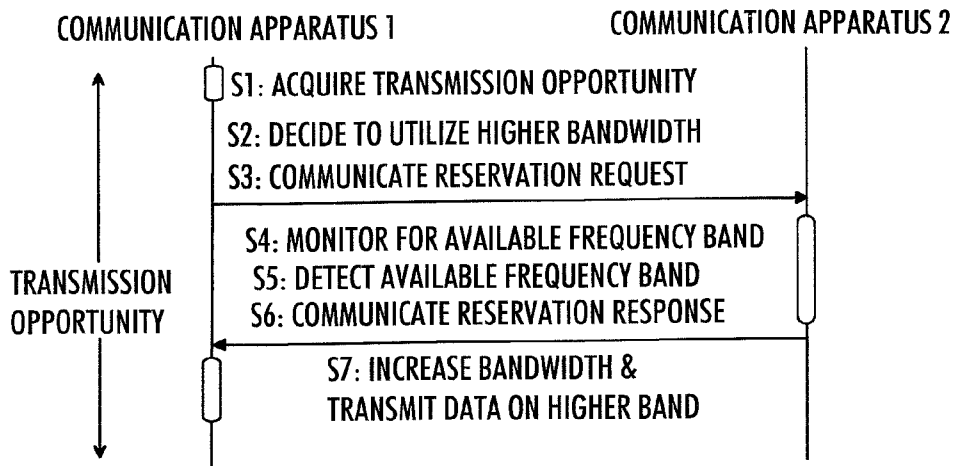 COMMUNICATION APPARATUS 1
COMMUNICATION APPARATUS 2
S1: ACQUIRE TRANSMISSION OPPORTUNITY
S2: DECIDE TO UTILIZE HIGHER BANDWIDTH
S3: COMMUNICATE RESERVATION REQUEST
S4: MONITOR FOR AVAILABLE FREQUENCY BAND
S5: DETECT AVAILABLE FREQUENCY BAND
S6: COMMUNICATE RESERVATION RESPONSE
TRANSMISSION
OPPORTUNITY
S7: INCREASE BANDWIDTH &
TRANSMIT DATA ON HIGHER BAND